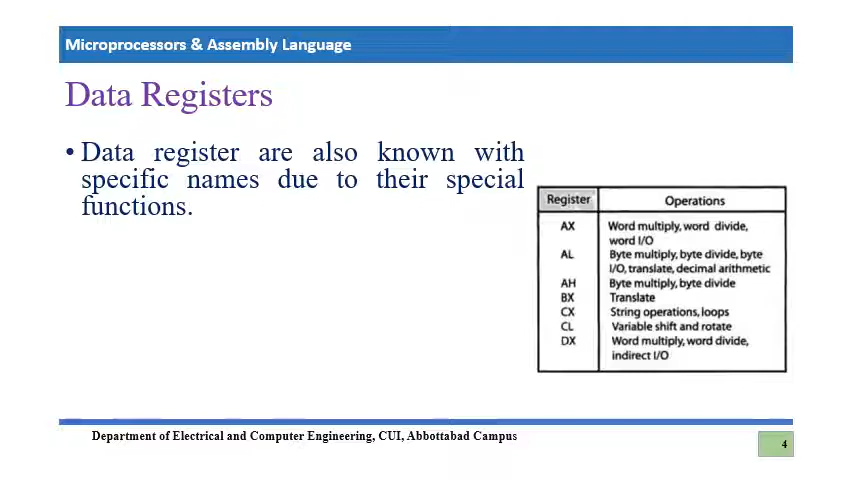 Microprocessors & Assembly Language
Data Registers
• Data register are also known with
specific names due to their special
functions.
Register Operations
AX Word multiply, word divide,
word I/O
AL Byte multiply, byte divide, byte
I/O, translate, decimal arithmetic
AH Byte multiply, byte divide
BX Translate
CX String operations, loops
CL Variable shift and rotate
DX Word multiply, word divide,
indirect I/O
Department of Electrical and Computer Engineering, CUI, Abbottabad Campus
4